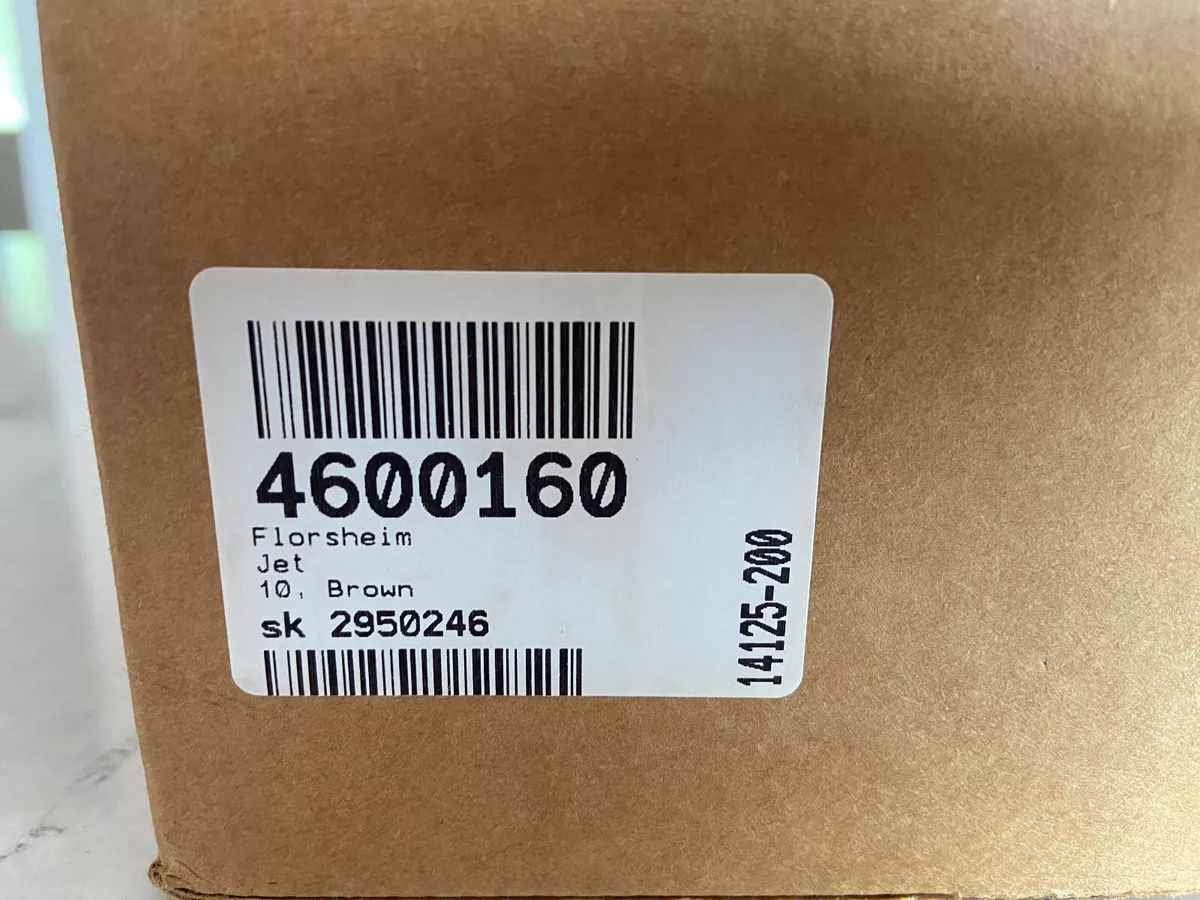 4600160
Florsheim
Jet
10, Brown
sk 2950246
14125-200